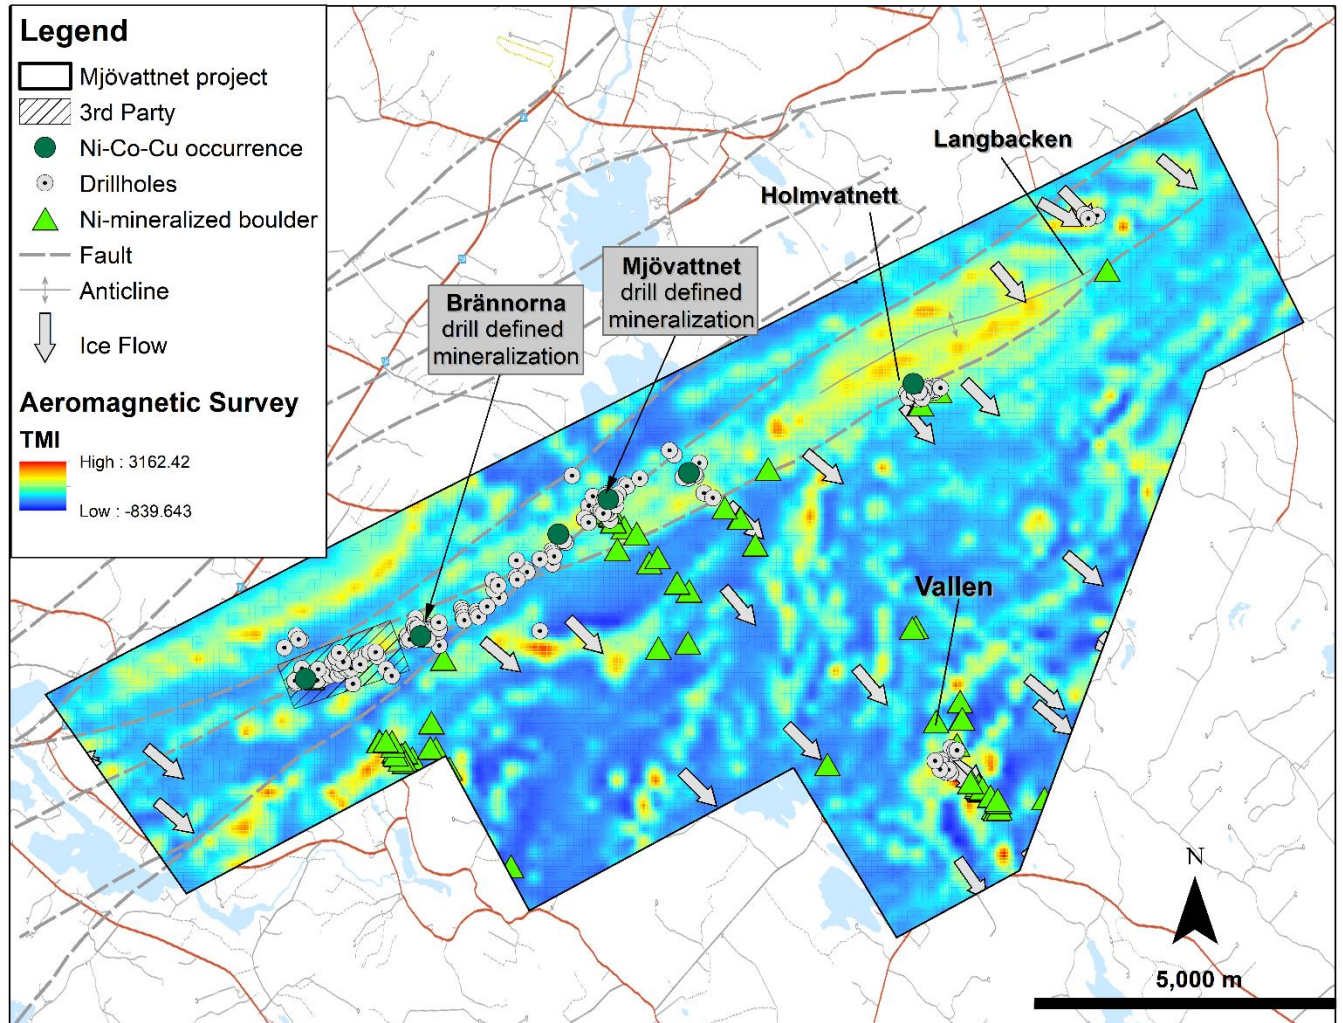 Legend
Mjövattnet project
3rd Party
Ni-Co-Cu occurrence
Drillholes
Ni-mineralized boulder
Fault
Anticline
Ice Flow
Aeromagnetic Survey
TMI
High : 3162.42
Low : -839.643
Langbacken
Holmvatnett
Mjövattnet
drill defined
mineralization
Brännorna
drill defined
mineralization
Vallen
N
5,000 m